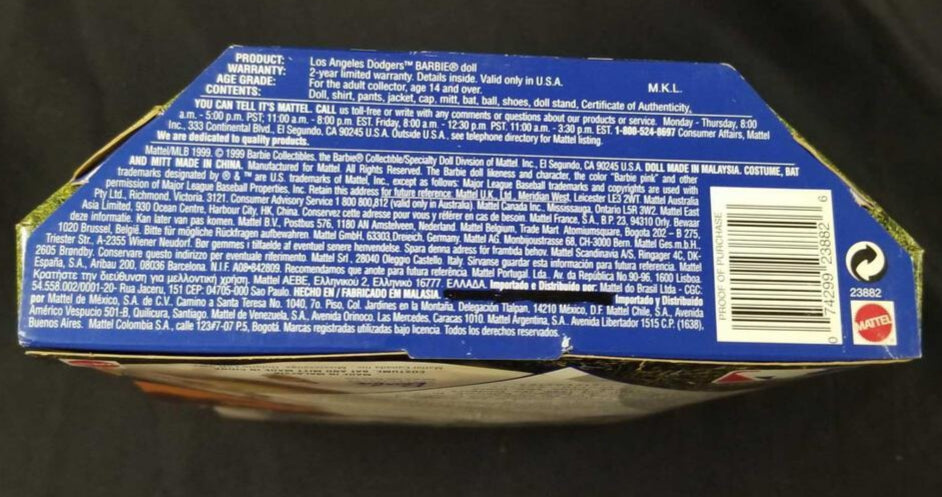 PRODUCT: Los Angeles Dodgers™ BARBIE® doll
WARRANTY: 2-year limited warranty. Details inside. Valid only in U.S.A.
AGE GRADE: For the adult collector, age 14 and over. M.K.L.
CONTENTS: Doll, shirt, pants, jacket, cap, mitt, bat, ball, shoes, doll stand, Certificate of Authenticity,
YOU CAN TELL IT'S MATTEL. CALL us toll-free or write with any comments or questions about our products or service. Monday - Thursday, 8:00
a.m. - 5:00 p.m. PST; 11:00 a.m. - 8:00 p.m. EST. Friday, 8:00 a.m. - 12:30 p.m. PST. 11:00 a.m. - 3:30 p.m. EST. 1-800-524-8697 Consumer Affairs, Mattel
Inc., 333 Continental Blvd., El Segundo, CA 90245 U.S.A. Outside U.S.A., see telephone directory for Mattel listing.
We are dedicated to quality products.
Mattel/MLB 1999. © 1999 Barbie Collectibles, the Barbie® Collectible/Specialty Doll Division of Mattel. Inc., El Segundo, CA 90245 U.S.A. DOLL MADE IN MALAYSIA. COSTUME, BAT
AND MITT MADE IN CHINA. Manufactured for Mattel. All Rights Reserved. The Barbie doll likeness and character, the color "Barbie pink" and other
trademarks designated by ® & ™ are U.S. trademarks of Mattel, Inc., except as follows: Major League Baseball trademarks and copyrights are used with
permission of Major League Baseball Properties, Inc. Retain this address for future reference: Mattel U.K., Ltd., Meridian West, Leicester LE3 2WT. Mattel Australia
Pty Ltd., Richmond, Victoria. 3121. Consumer Advisory Service 1 800 800,812 (valid only in Australia). Mattel Canada Inc., Mississauga, Ontario L5R 3W2. Mattel East
Asia Limited, 930 Ocean Centre, Harbour City, HK, China. Conservez cette adresse pour vous y référer en cas de besoin. Mattel France, S.A., B.P. 23, 94310 Orly. Bewaar
deze informatie. Kan later van pas komen. Mattel B.V., Postbus 576, 1180 AN Amstelveen, Nederland. Mattel Belgium, Trade Mart Atomiumsquare, Bogota 202 - B 275,
1020 Brussel, België. Bitte für mögliche Rückfragen aufbewahren. Mattel GmbH, 63303 Dreieich, Germany. Mattel AG, Monbijoustrasse 68, CH-3000 Bern. Mattel Ges.m.b.H.,
Triester Str., A-2355 Wiener Neudorf. Bør gemmes i tilfælde af eventuel senere henvendelse. Spara denna adress för framtida behov. Mattel Scandinavia A/S, Ringager 4C, DK-
2605 Brøndby. Conservare questo indirizzo per eventuale riferimento. Mattel Srl., 28040 Oleggio Castello, Italy. Sírvanse guardar esta información para futura referencia. Mattel
España, S.A., Aribau 200, 08036 Barcelona. N.I.F. A08-842809. Recomendamos que anote para futura referência. Mattel Portugal. Lda., Av. da República No. 90-96, 1600 Lisboa
Κρατήστε την διεύθυνση για μελλοντική χρήση. Mattel AEBE, Ελληνικού 2, Ελληνικό 16777, ΕΛΛΑΔΑ. Importado e Distribuido por: Mattel do Brasil Ltda - CGC:
54.558.002/0001-20- Rua Jaceru, 151 CEP: 04705-000 Sao Paulo. HECHO EN / FABRICADO EN MALASIA. Importado y Distribuido
por Mattel de México, S.A. de C.V., Camino a Santa Teresa No. 1040, 7o. Piso, Col. Jardines en la Montaña, Delegación Tlalpan, 14210 México, D.F. Mattel Chile, S.A., Avenida
Américo Vespucio 501-B, Quilicura, Santiago. Mattel de Venezuela, S.A., Avenida Orinoco, Las Mercedes, Caracas 1010. Mattel Argentina, S.A., Avenida Libertador 1515 C.P. (1638),
Buenos Aires. Mattel Colombia S.A., calle 123#7-07 P.5, Bogotá. Marcas registradas utilizadas bajo licencia. Todos los derechos reservados.
PROOF OF PURCHASE
0 74299 23882 6
23882
MATTEL